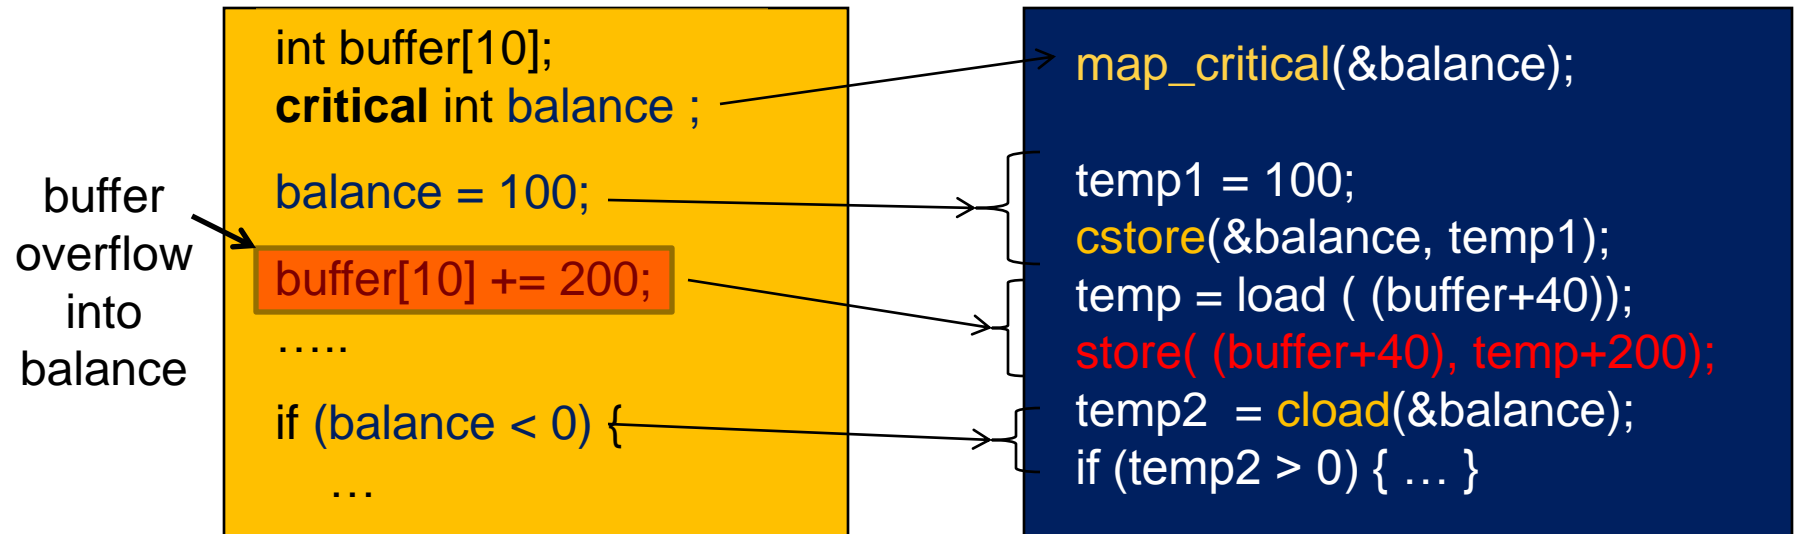 buffer
overflow
into
balance
int buffer[10];
critical int balance ;
balance = 100;
buffer[10] += 200;
…..
if (balance < 0) {
…
map_critical(&balance);
temp1 = 100;
cstore(&balance, temp1);
temp = load ( (buffer+40));
store( (buffer+40), temp+200);
temp2  = cload(&balance);
if (temp2 > 0) { … }